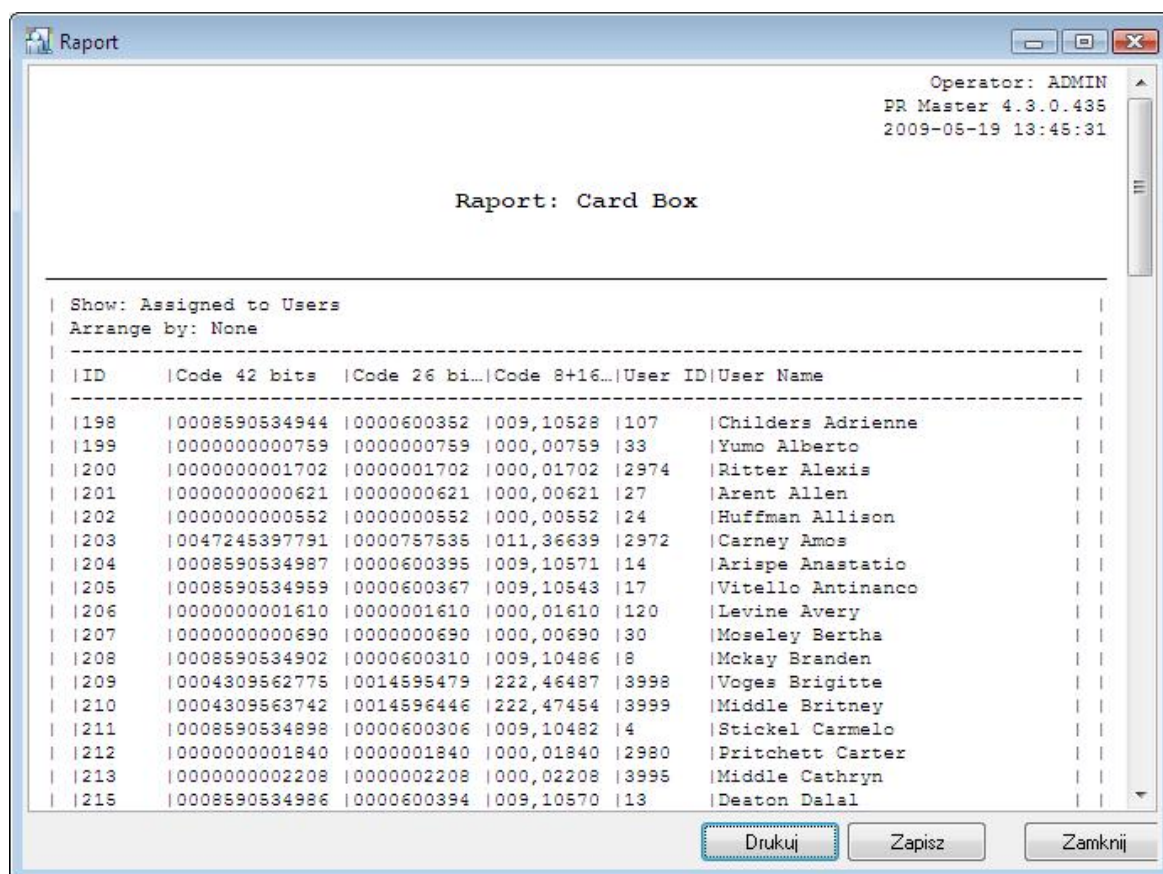 Raport
Operator: ADMIN
PR Master 4.3.0.435
2009-05-19 13:45:31
Raport: Card Box
| Show: Assigned to Users |
| Arrange by: None |
| |ID |Code 42 bits |Code 26 bi…|Code 8+16…|User ID|User Name | |
| |198 |0008590534944 |0000600352 |009,10528 |107 |Childers Adrienne | |
| |199 |0000000000759 |0000000759 |000,00759 |33 |Yumo Alberto | |
| |200 |0000000001702 |0000001702 |000,01702 |2974 |Ritter Alexis | |
| |201 |0000000000621 |0000000621 |000,00621 |27 |Arent Allen | |
| |202 |0000000000552 |0000000552 |000,00552 |24 |Huffman Allison | |
| |203 |0047245397791 |0000757535 |011,36639 |2972 |Carney Amos | |
| |204 |0008590534987 |0000600395 |009,10571 |14 |Arispe Anastatio | |
| |205 |0008590534959 |0000600367 |009,10543 |17 |Vitello Antinanco | |
| |206 |0000000001610 |0000001610 |000,01610 |120 |Levine Avery | |
| |207 |0000000000690 |0000000690 |000,00690 |30 |Moseley Bertha | |
| |208 |0008590534902 |0000600310 |009,10486 |8 |Mckay Branden | |
| |209 |0004309562775 |0014595479 |222,46487 |3998 |Voges Brigitte | |
| |210 |0004309563742 |0014596446 |222,47454 |3999 |Middle Britney | |
| |211 |0008590534898 |0000600306 |009,10482 |4 |Stickel Carmelo | |
| |212 |0000000001840 |0000001840 |000,01840 |2980 |Pritchett Carter | |
| |213 |0000000002208 |0000002208 |000,02208 |3995 |Middle Cathryn | |
| |215 |0008590534986 |0000600394 |009,10570 |13 |Deaton Dalal | |
Drukuj Zapisz Zamknij